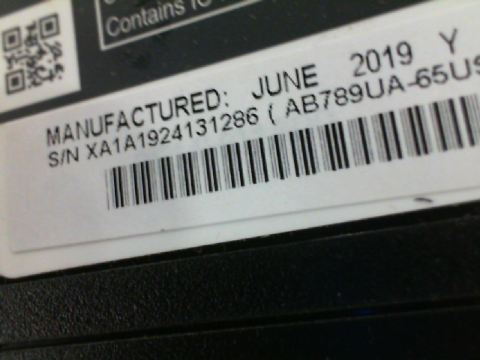 Contains IC
MANUFACTURED: JUNE 2019 Y
S/N XA1A1924131286 ( AB789UA-65US